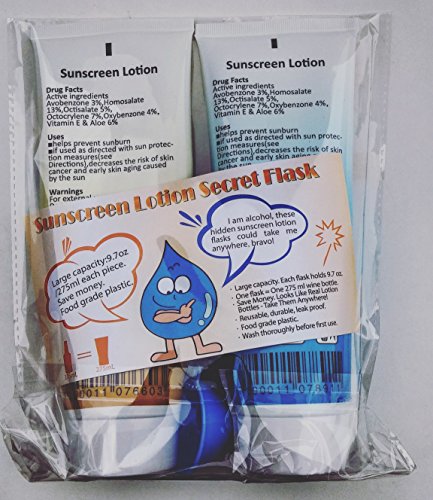 Sunscreen Lotion
Drug Facts
Active ingredients
Avobenzone 3%,Homosalate
13%,Octisalate 5%,
Octocrylene 7%,Oxybenzone 4%,
Vitamin E & Aloe 6%
Uses
■helps prevent sunburn
■if used as directed with sun protec-
tion measures(see
Directions),decreases the risk of skin
cancer and early skin aging caused
by the sun
Warnings
For external
Sunscreen Lotion
Drug Facts
Active ingredients
Avobenzone 3%,Homosalate
13%,Octisalate 5%,
Octocrylene 7%,Oxybenzone 4%,
Vitamin E & Aloe 6%
Uses
■helps prevent sunburn
■if used as directed with sun protec-
tion measures(see
Directions),decreases the risk of skin
cancer and early skin aging caused
by the sun
Sunscreen Lotion Secret Flask
Large capacity:9.7oz
(275ml) each piece.
Save money.
Food grade plastic.
I am alcohol, these
hidden sunscreen lotion
flasks could take me
anywhere, bravo!
- Large capacity. Each flask holds 9.7 oz.
- One flask = One 275 ml wine bottle.
- Save Money. Looks Like Real Lotion
Bottles - Take Them Anywhere!
- Reusable, durable, leak proof.
- Food grade plastic.
- Wash thoroughly before first use.
=
275mL